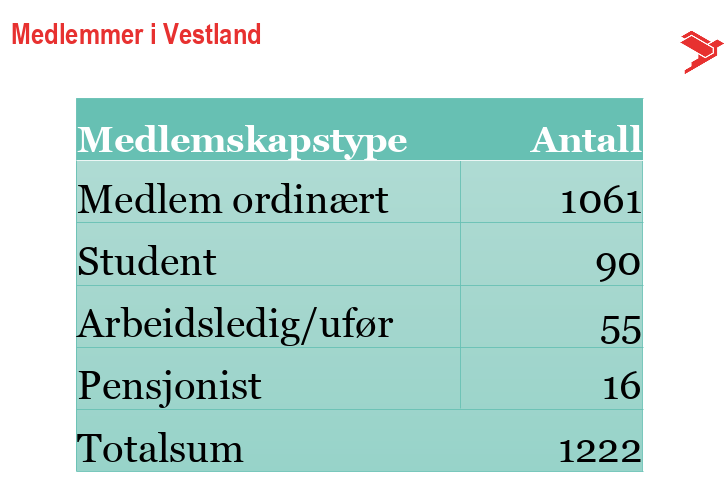 Medlemmer i Vestland
Medlemskapstype Antall
Medlem ordinært 1061
Student 90
Arbeidsledig/ufør 55
Pensjonist 16
Totalsum 1222